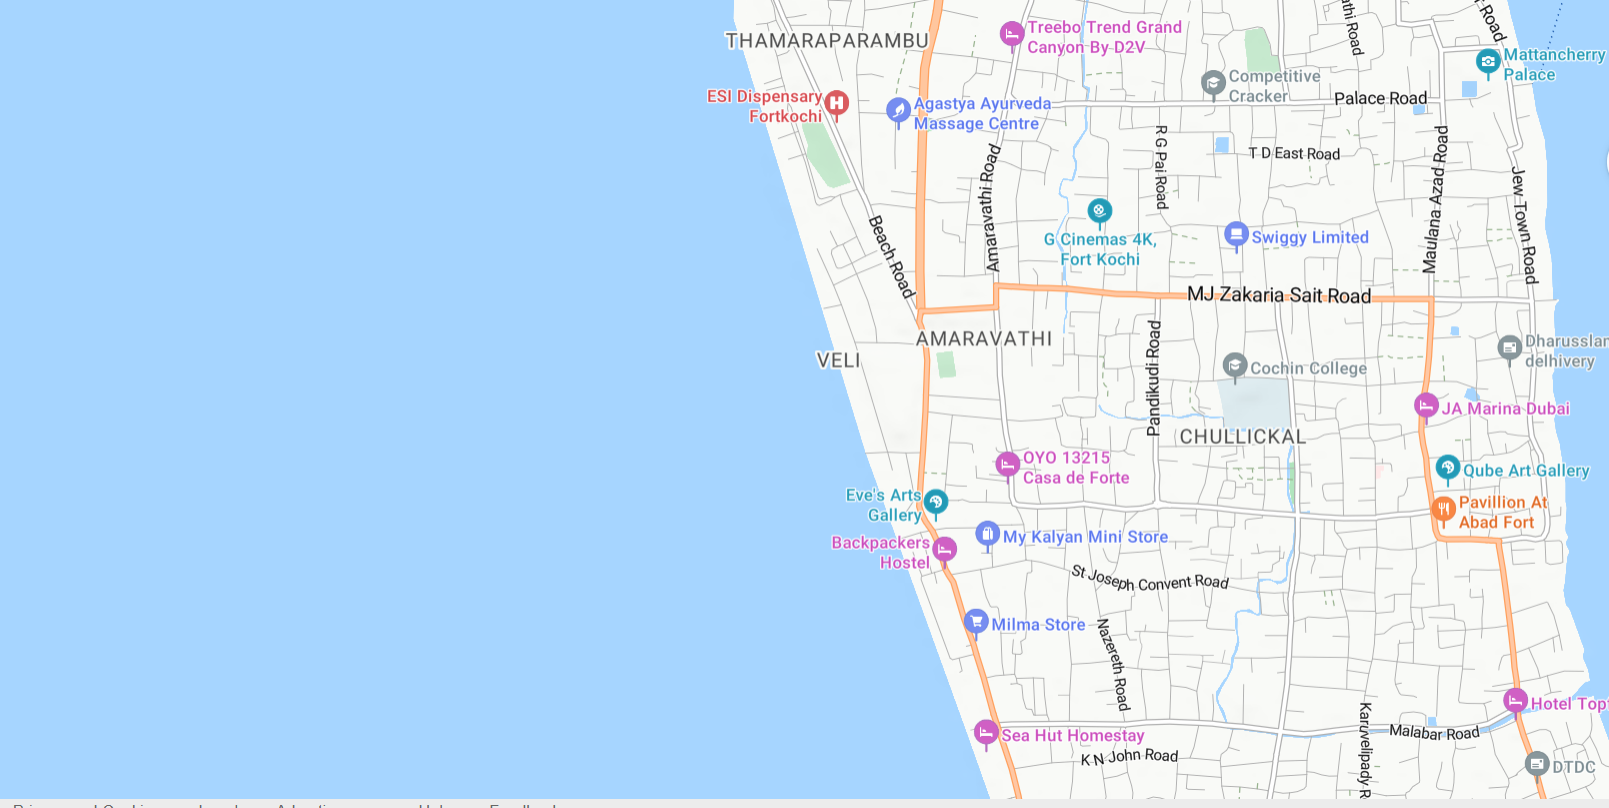 THAMARAPARAMBU
Treebo Trend Grand
Canyon By D2V
Mattancherry
Palace
Competitive
Cracker
ESI Dispensary
Fortkochi
Agastya Ayurveda
Massage Centre
Palace Road
T D East Road
R G Pai Road
Amaravathi Road
Maulana Azad Road
Jew Town Road
Beach Road
G Cinemas 4K,
Fort Kochi
Swiggy Limited
MJ Zakaria Sait Road
AMARAVATHI
VELI
Pandikudi Road
Cochin College
Dharusslam
delhivery
JA Marina Dubai
CHULLICKAL
OYO 13215
Casa de Forte
Qube Art Gallery
Eve's Arts
Gallery
Pavillion At
Abad Fort
My Kalyan Mini Store
Backpackers
Hostel
St Joseph Convent Road
Milma Store
Nazereth Road
Sea Hut Homestay
K N John Road
Karuvelipady R
Malabar Road
Hotel Top
DTDC